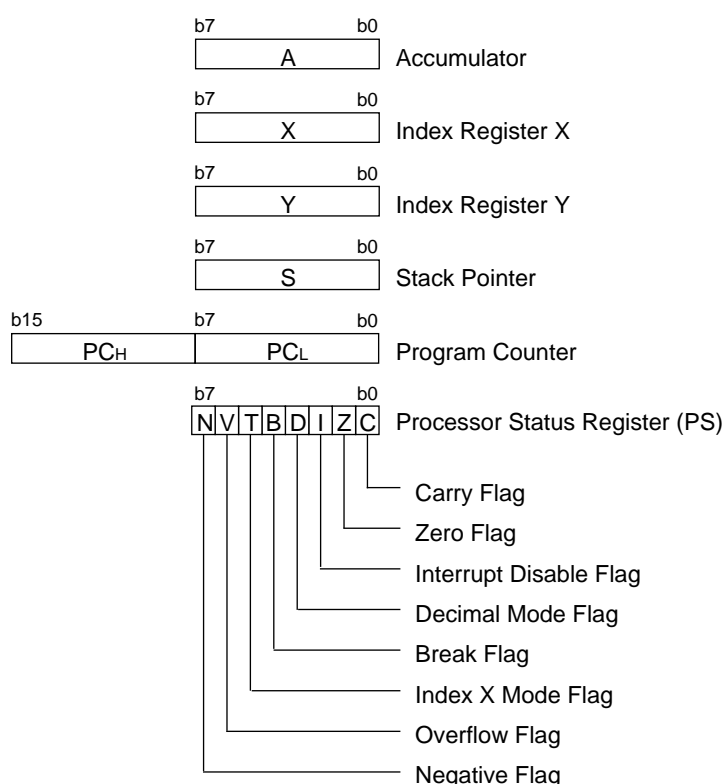 b7 b0
A Accumulator
b7 b0
X Index Register X
b7 b0
Y Index Register Y
b7 b0
S Stack Pointer
b15 b7 b0
PCH PCL Program Counter
b7 b0
N V T B D I Z C Processor Status Register (PS)
Carry Flag
Zero Flag
Interrupt Disable Flag
Decimal Mode Flag
Break Flag
Index X Mode Flag
Overflow Flag
Negative Flag